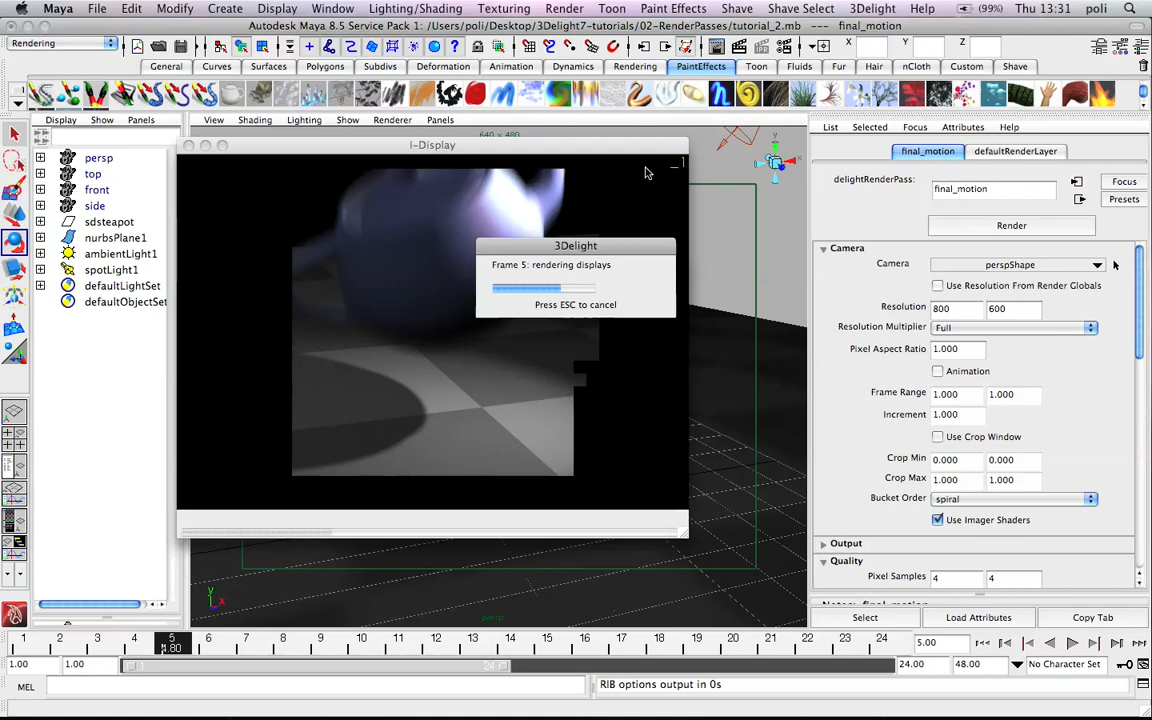 Maya File Edit Modify Create Display Window Lighting/Shading Texturing Render Toon Paint Effects 3Delight Help (99%) Thu 13:31 poli
Autodesk Maya 8.5 Service Pack 1: /Users/poli/Desktop/3Delight7-tutorials/02-RenderPasses/tutorial_2.mb --- final_motion
Rendering X Y Z
General Curves Surfaces Polygons Subdivs Deformation Animation Dynamics Rendering PaintEffects Toon Fluids Fur Hair nCloth Custom Shave
Display Show Panels
View Shading Lighting Show Renderer Panels
List Selected Focus Attributes Help
640 x 480
I-Display
_1
persp
top
front
side
sdsteapot
nurbsPlane1
ambientLight1
spotLight1
defaultLightSet
defaultObjectSet
3Delight
Frame 5: rendering displays
Press ESC to cancel
y
x
persp
final_motion defaultRenderLayer
delightRenderPass: final_motion Focus
Presets
Render
Camera
Camera perspShape
Use Resolution From Render Globals
Resolution 800 600
Resolution Multiplier Full
Pixel Aspect Ratio 1.000
Animation
Frame Range 1.000 1.000
Increment 1.000
Use Crop Window
Crop Min 0.000 0.000
Crop Max 1.000 1.000
Bucket Order spiral
Use Imager Shaders
Output
Quality
Pixel Samples 4 4
Select Load Attributes Copy Tab
1 2 3 4 5 6 7 8 9 10 11 12 13 14 15 16 17 18 19 20 21 22 23 24 5.00
4.80
1.00 1.00 1 24 24.00 48.00 No Character Set
MEL RIB options output in 0s